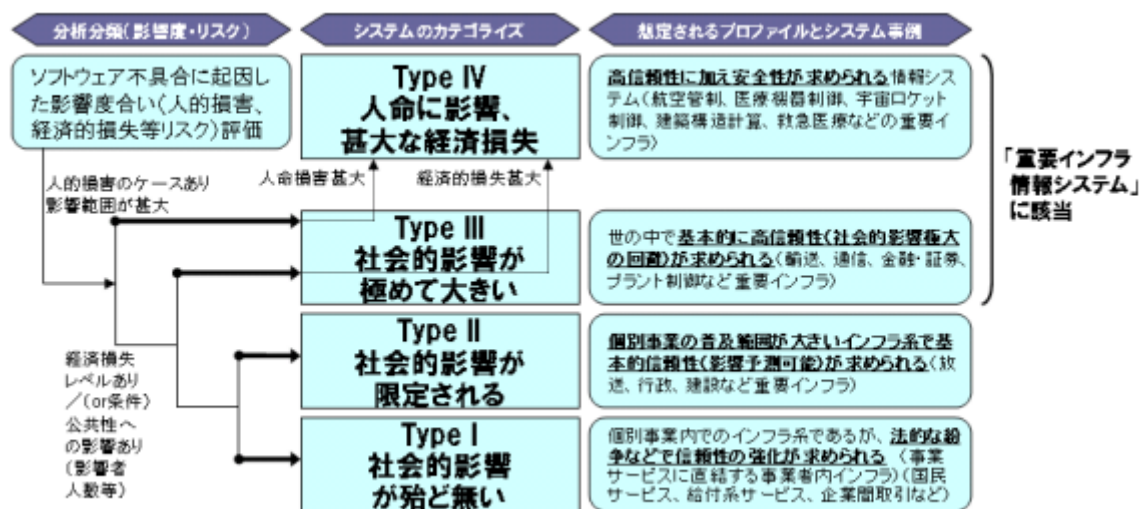 分析分類(影響度・リスク)
システムのカテゴライズ
想定されるプロファイルとシステム事例
ソフトウェア不具合に起因し
た影響度合い(人的損害、
経済的損失等リスク)評価
Type Ⅳ
人命に影響、
甚大な経済損失
高信頼性に加え安全性が求められる情報シス
テム(航空管制、医療機器制御、宇宙ロケット
制御、建築構造計算、救急医療などの重要イ
ンフラ)
「重要インフラ
情報システム」
に該当
人的損害のケースあり
影響範囲が甚大
人命損害甚大
経済的損失甚大
Type Ⅲ
社会的影響が
極めて大きい
世の中で基本的に高信頼性(社会的影響極大
の回避)が求められる(輸送、通信、金融・証券、
プラント制御など重要インフラ)
Type Ⅱ
社会的影響が
限定される
個別事業の普及範囲が大きいインフラ系で基
本的信頼性(影響予測可能)が求められる(放
送、行政、建設など重要インフラ)
経済損失
レベルあり
/(or条件)
公共性へ
の影響あり
(影響者
人数等)
Type Ⅰ
社会的影響
が殆ど無い
個別事業内でのインフラ系であるが、法的な紛
争などで信頼性の強化が求められる (事業
サービスに直結する事業者内インフラ)(国民
サービス、給付系サービス、企業間取引など)